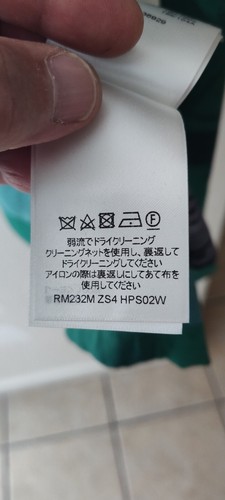 弱流でドライクリーニング
クリーニングネットを使用し、裏返して
ドライクリーニングしてください
アイロンの際は裏返しにしてあて布を
使用してください
RM232M ZS4 HPS02W